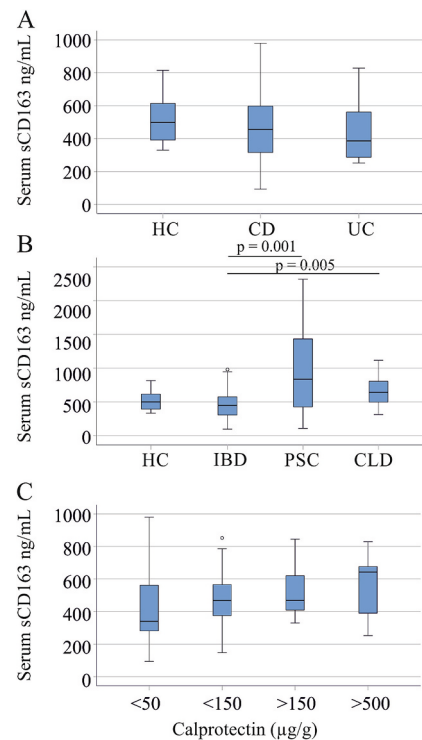 A
Serum sCD163 ng/mL
1000
800
600
400
200
0
HC CD UC
B
p = 0.001
p = 0.005
Serum sCD163 ng/mL
2500
2000
1500
1000
500
0
HC IBD PSC CLD
C
Serum sCD163 ng/mL
1000
800
600
400
200
0
<50 <150 >150 >500
Calprotectin (µg/g)